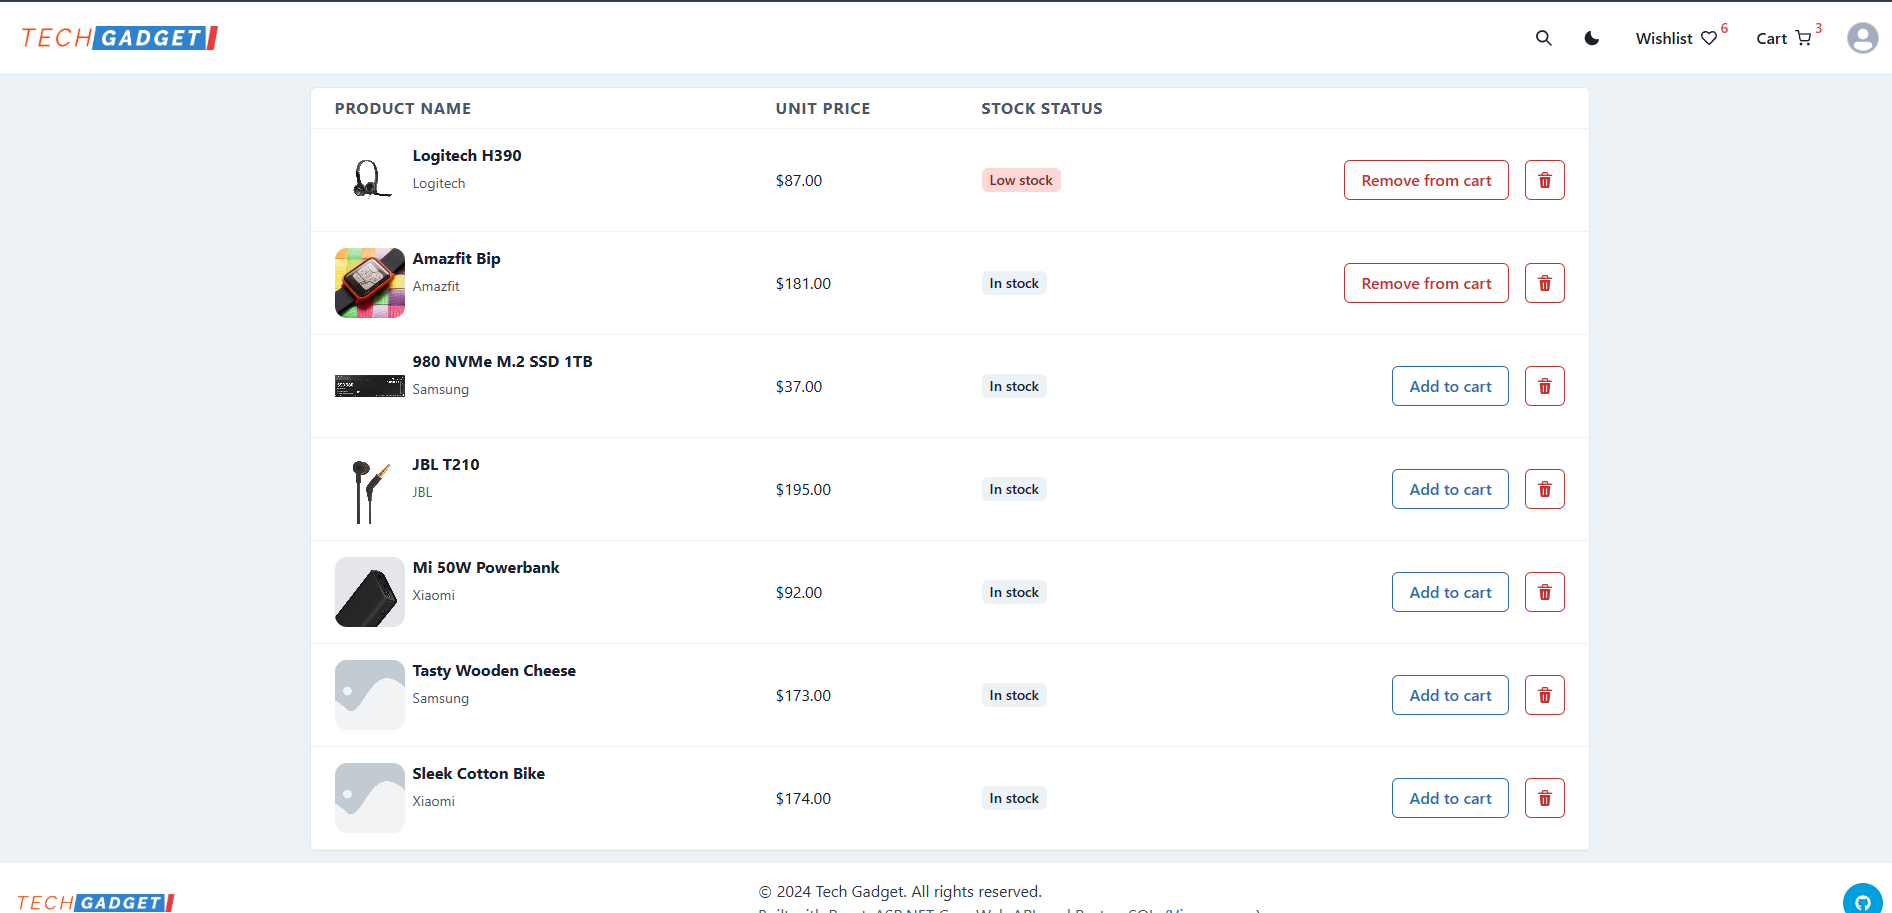 TECH GADGET
Wishlist 6 Cart 3
PRODUCT NAME UNIT PRICE STOCK STATUS
Logitech H390
Logitech
$87.00
Low stock
Remove from cart
Amazfit Bip
Amazfit
$181.00
In stock
Remove from cart
980 NVMe M.2 SSD 1TB
Samsung
$37.00
In stock
Add to cart
JBL T210
JBL
$195.00
In stock
Add to cart
Mi 50W Powerbank
Xiaomi
$92.00
In stock
Add to cart
Tasty Wooden Cheese
Samsung
$173.00
In stock
Add to cart
Sleek Cotton Bike
Xiaomi
$174.00
In stock
Add to cart
TECH GADGET
© 2024 Tech Gadget. All rights reserved.